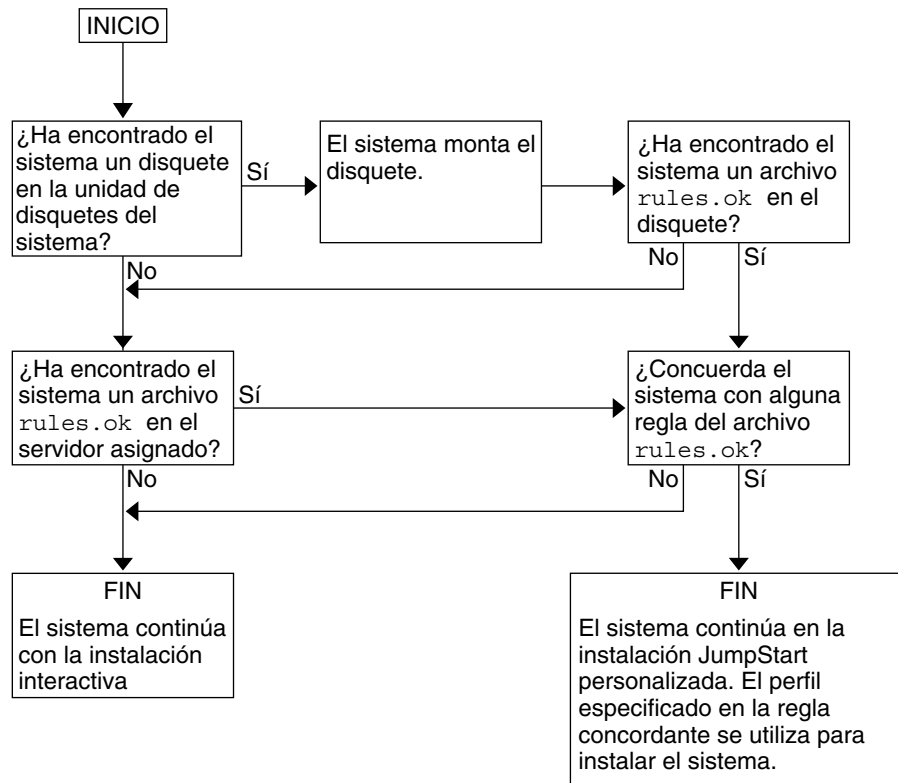 INICIO
¿Ha encontrado el
sistema un disquete
en la unidad de
disquetes del
sistema?
Sí
El sistema monta el
disquete.
¿Ha encontrado el
sistema un archivo
rules.ok en el
disquete?
No
No
Sí
¿Ha encontrado el
sistema un archivo
rules.ok en el
servidor asignado?
Sí
¿Concuerda el
sistema con alguna
regla del archivo
rules.ok?
No
No
Sí
FIN
El sistema continúa
con la instalación
interactiva
FIN
El sistema continúa en la
instalación JumpStart
personalizada. El perfil
especificado en la regla
concordante se utiliza para
instalar el sistema.